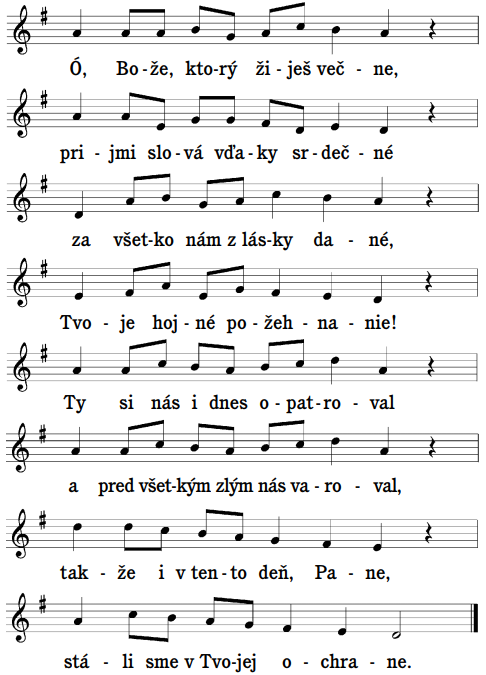 Ó, Bo - že, kto - rý ži - ješ več - ne,
pri - jmi slo - vá vďa - ky sr - deč - né
za všet - ko nám z lás - ky da - né,
Tvo - je hoj - né po - žeh - na - nie!
Ty si nás i dnes o - pat - ro - val
a pred všet - kým zlým nás va - ro - val,
tak - že i v ten - to deň, Pa - ne,
stá - li sme v Tvo - jej o - chra - ne.